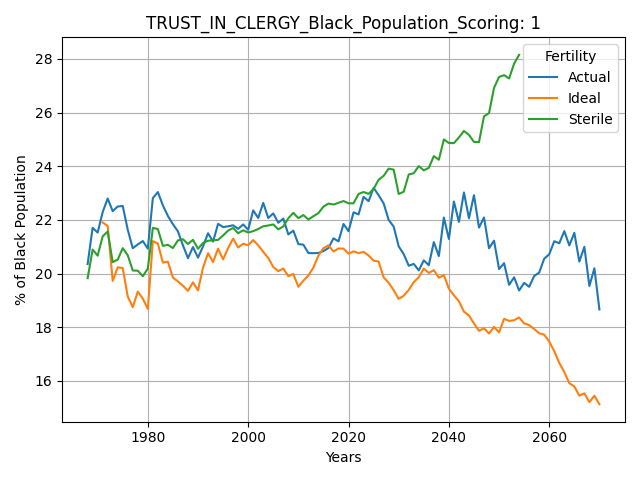 TRUST_IN_CLERGY_Black_Population_Scoring: 1
Fertility
Actual
Ideal
Sterile
% of Black Population
28
26
24
22
20
18
16
1980
2000
2020
2040
2060
Years